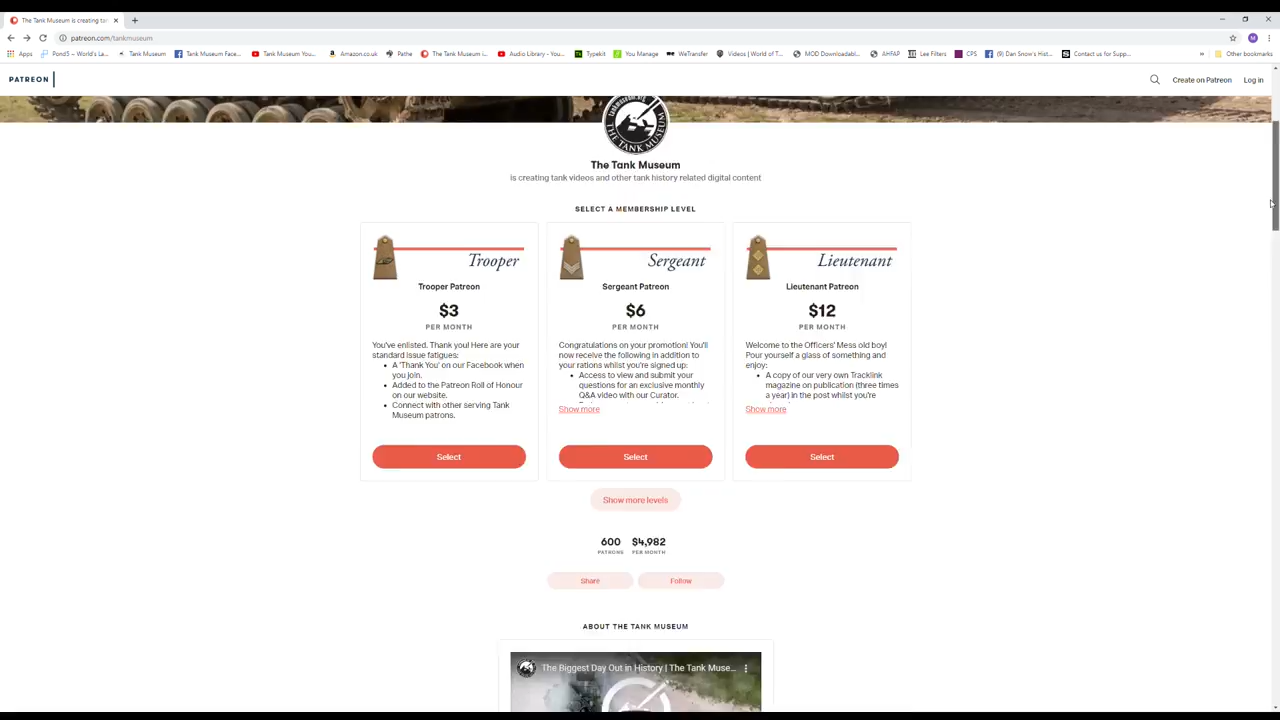 The Tank Museum is creating tan
patreon.com/tankmuseum
Apps Pond5 – World's La... Tank Museum Tank Museum Face... Tank Museum You... Amazon.co.uk Pathe The Tank Museum i... Audio Library - You... Typekit You Manage WeTransfer Videos | World of T... MOD Downloadabl... AHFAP Lee Filters CPS (9) Dan Snow's Hist... Contact us for Supp... » Other bookmarks
PATREON
Create on Patreon Log in
tankmuseum.org
THE TANK MUSEUM
The Tank Museum
is creating tank videos and other tank history related digital content
SELECT A MEMBERSHIP LEVEL
Trooper
Trooper Patreon
$3
PER MONTH
You've enlisted. Thank you! Here are your
standard issue fatigues:
• A 'Thank You' on our Facebook when
you join.
• Added to the Patreon Roll of Honour
on our website.
• Connect with other serving Tank
Museum patrons.
Select
Sergeant
Sergeant Patreon
$6
PER MONTH
Congratulations on your promotion! You'll
now receive the following in addition to
your rations whilst you're signed up:
• Access to view and submit your
questions for an exclusive monthly
Q&A video with our Curator.
Show more
Select
Lieutenant
Lieutenant Patreon
$12
PER MONTH
Welcome to the Officers' Mess old boy!
Pour yourself a glass of something and
enjoy:
• A copy of our very own Tracklink
magazine on publication (three times
a year) in the post whilst you're
Show more
Select
Show more levels
600 $4,982
PATRONS PER MONTH
Share Follow
ABOUT THE TANK MUSEUM
The Biggest Day Out in History | The Tank Muse...